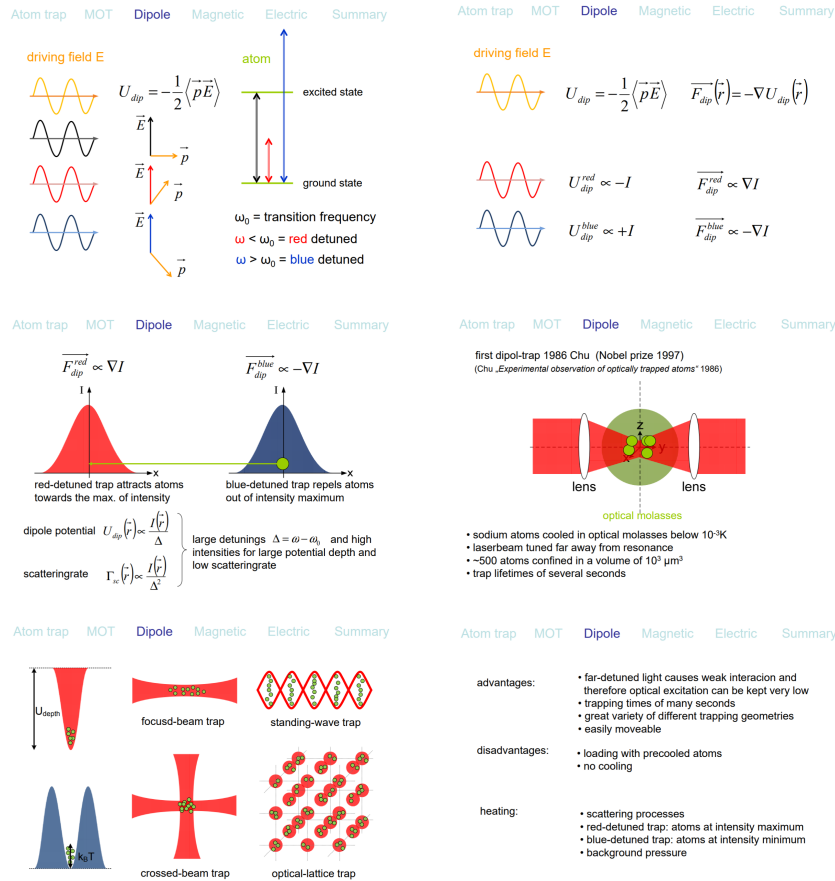 Atom trap MOT Dipole Magnetic Electric Summary
driving field E
atom
U_dip = -1/2 ⟨p⃗E⃗⟩
excited state
E⃗
p⃗
E⃗
p⃗
ground state
E⃗
p⃗
ω₀ = transition frequency
ω < ω₀ = red detuned
ω > ω₀ = blue detuned
Atom trap MOT Dipole Magnetic Electric Summary
driving field E
U_dip = -1/2 ⟨p⃗E⃗⟩ F_dip(r⃗) = -∇U_dip(r⃗)
U_dip^red ∝ -I F_dip^red ∝ ∇I
U_dip^blue ∝ +I F_dip^blue ∝ -∇I
Atom trap MOT Dipole Magnetic Electric Summary
F_dip^red ∝ ∇I F_dip^blue ∝ -∇I
I I
x x
red-detuned trap attracts atoms
towards the max. of intensity
blue-detuned trap repels atoms
out of intensity maximum
dipole potential U_dip(r⃗) ∝ I(r⃗)/Δ
scatteringrate Γ_sc(r⃗) ∝ I(r⃗)/Δ²
large detunings Δ = ω - ω₀ and high
intensities for large potential depth and
low scatteringrate
Atom trap MOT Dipole Magnetic Electric Summary
first dipol-trap 1986 Chu (Nobel prize 1997)
(Chu „Experimental observation of optically trapped atoms" 1986)
z
x y
lens lens
optical molasses
• sodium atoms cooled in optical molasses below 10⁻³K
• laserbeam tuned far away from resonance
• ~500 atoms confined in a volume of 10³ µm³
• trap lifetimes of several seconds
Atom trap MOT Dipole Magnetic Electric Summary
U_depth
focusd-beam trap standing-wave trap
k_BT
crossed-beam trap optical-lattice trap
Atom trap MOT Dipole Magnetic Electric Summary
advantages:
• far-detuned light causes weak interacion and
therefore optical excitation can be kept very low
• trapping times of many seconds
• great variety of different trapping geometries
• easily moveable
disadvantages:
• loading with precooled atoms
• no cooling
heating:
• scattering processes
• red-detuned trap: atoms at intensity maximum
• blue-detuned trap: atoms at intensity minimum
• background pressure